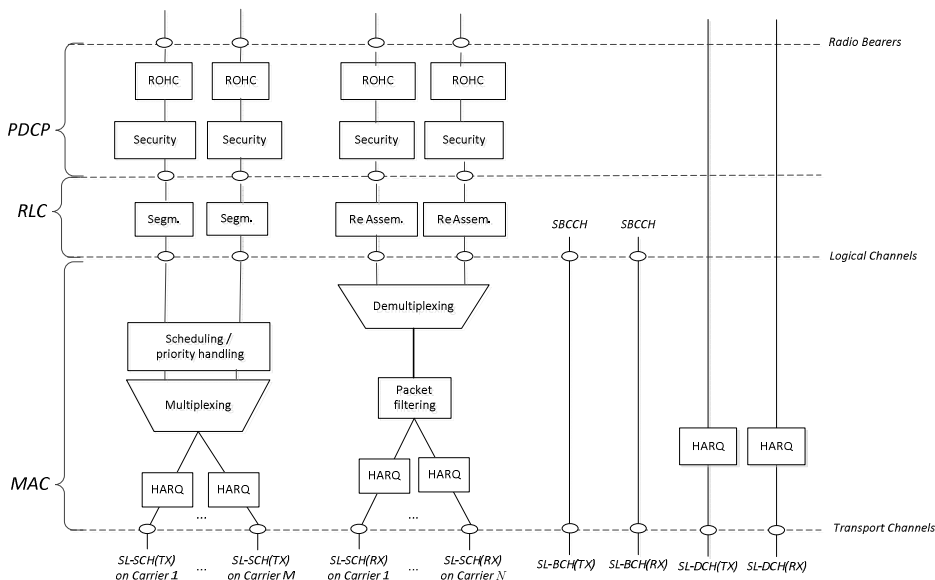 Radio Bearers
ROHC ROHC ROHC ROHC
PDCP
Security Security Security Security
RLC
Segm. Segm. Re Assem. Re Assem.
SBCCH SBCCH
Logical Channels
Demultiplexing
Scheduling /
priority handling
Packet
filtering
Multiplexing
HARQ HARQ
MAC
HARQ HARQ HARQ HARQ
... ...
Transport Channels
SL-SCH(TX)
on Carrier 1
...
SL-SCH(TX)
on Carrier M
SL-SCH(RX)
on Carrier 1
...
SL-SCH(RX)
on Carrier N
SL-BCH(TX) SL-BCH(RX) SL-DCH(TX) SL-DCH(RX)